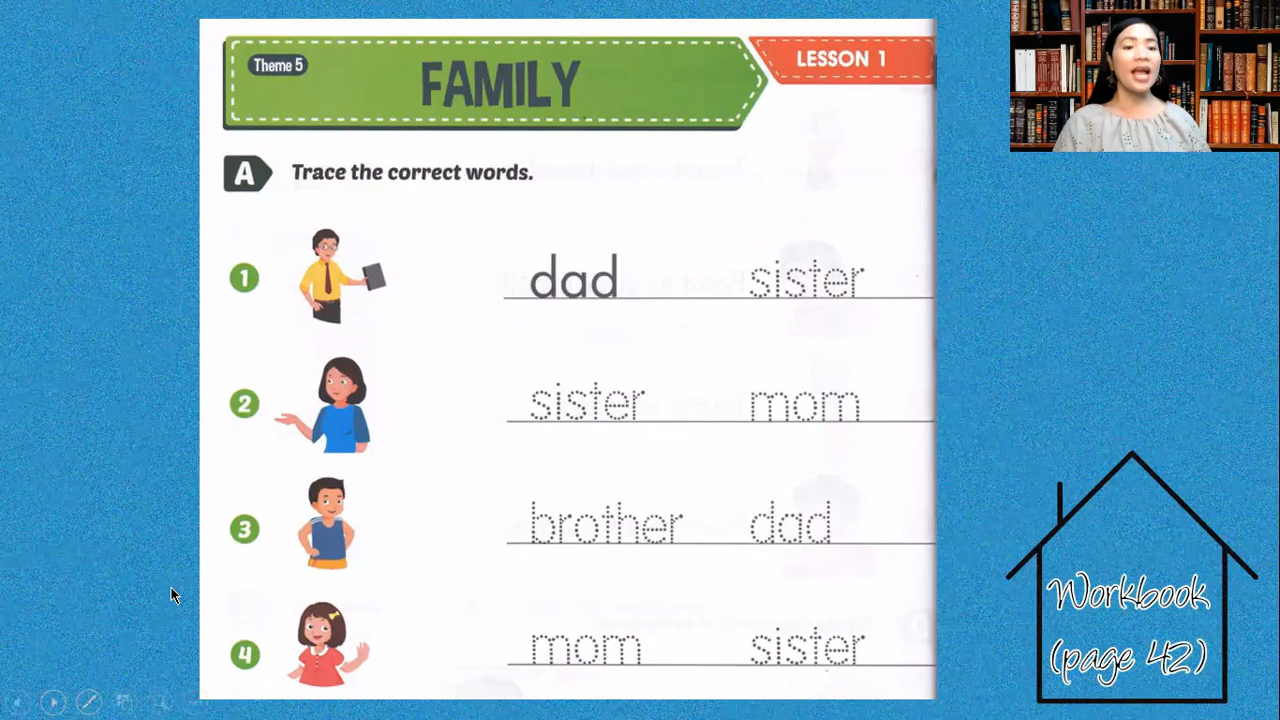 Theme 5
FAMILY
LESSON 1
A Trace the correct words.
1 dad sister
2 sister mom
3 brother dad
4 mom sister
Workbook
(page 42)